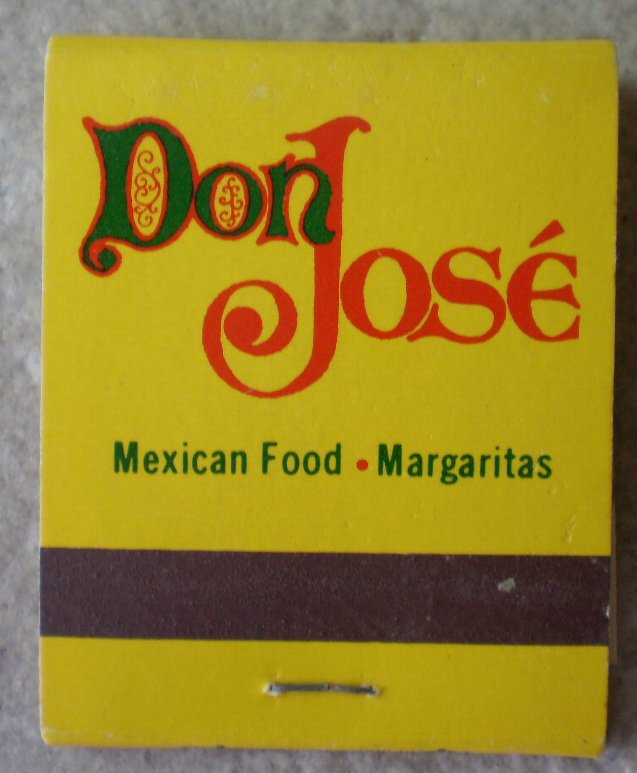 Don José
Mexican Food • Margaritas